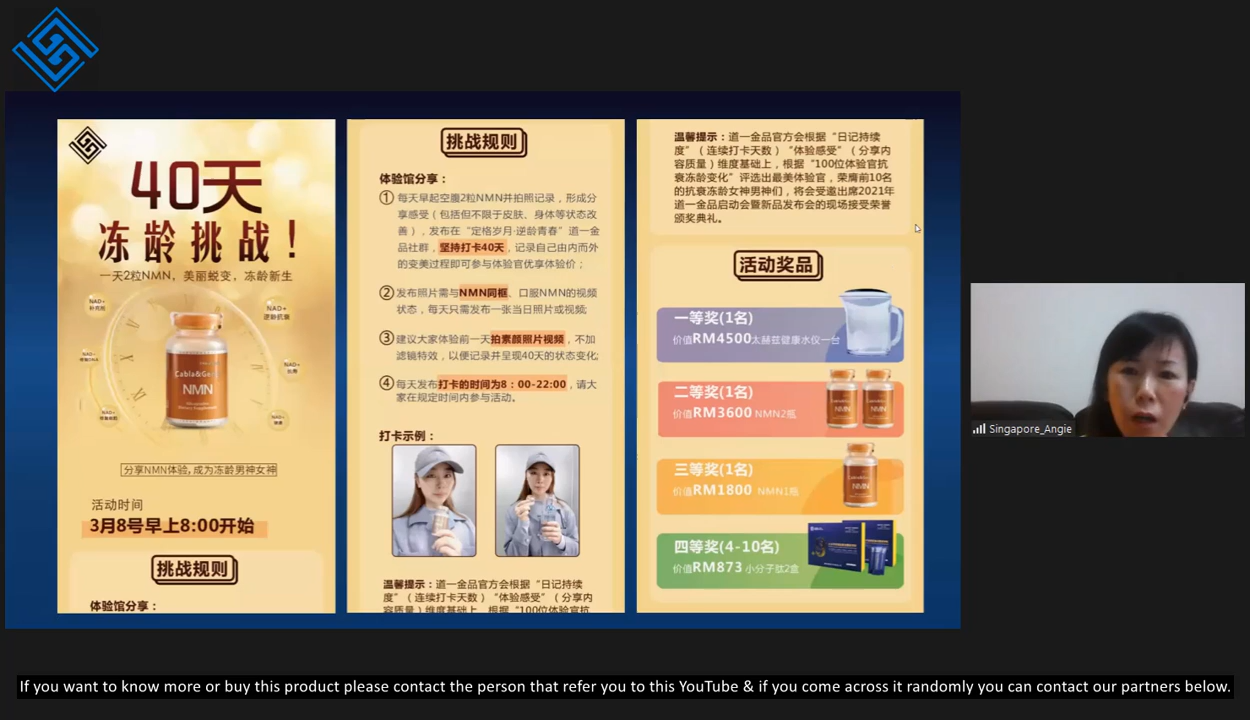 40天
冻龄挑战！
一天2粒NMN，美丽蜕变，冻龄新生
NAD+
NAD+
NAD+
NAD+
NAD+
NAD+
NMN
分享NMN体验,成为冻龄男神女神
活动时间
3月8号早上8:00开始
挑战规则
体验馆分享：
挑战规则
体验馆分享：
① 每天早起空腹2粒NMN并拍照记录，形成分
享感受（包括但不限于皮肤、身体等状态改
善），发布在“定格岁月·逆龄青春”道一金
品社群，坚持打卡40天，记录自己由内而外
的变美过程即可参与体验官优享体验价；
② 发布照片需与NMN同框、口服NMN的视频
状态，每天只需发布一张当日照片或视频;
③ 建议大家体验前一天拍素颜照片视频，不加
滤镜特效，以便记录并呈现40天的状态变化;
④ 每天发布打卡的时间为8：00-22:00，请大
家在规定时间内参与活动。
打卡示例：
温馨提示：道一金品官方会根据“日记持续
度”（连续打卡天数）“体验感受”（分享内
容质量）维度基础上，根据“100位体验官抗
温馨提示：道一金品官方会根据“日记持续
度”（连续打卡天数）“体验感受”（分享内
容质量）维度基础上，根据“100位体验官抗
衰冻龄变化”评选出最美体验官，荣膺前10名
的抗衰冻龄女神男神们，将会受邀出席2021年
道一金品启动会暨新品发布会的现场接受荣誉
颁奖典礼。
活动奖品
一等奖(1名)
价值RM4500太赫兹健康水仪一台
二等奖(1名)
价值RM3600 NMN2瓶
NMN
NMN
三等奖(1名)
价值RM1800 NMN1瓶
NMN
四等奖(4-10名)
价值RM873 小分子肽2盒
Singapore_Angie
If you want to know more or buy this product please contact the person that refer you to this YouTube & if you come across it randomly you can contact our partners below.